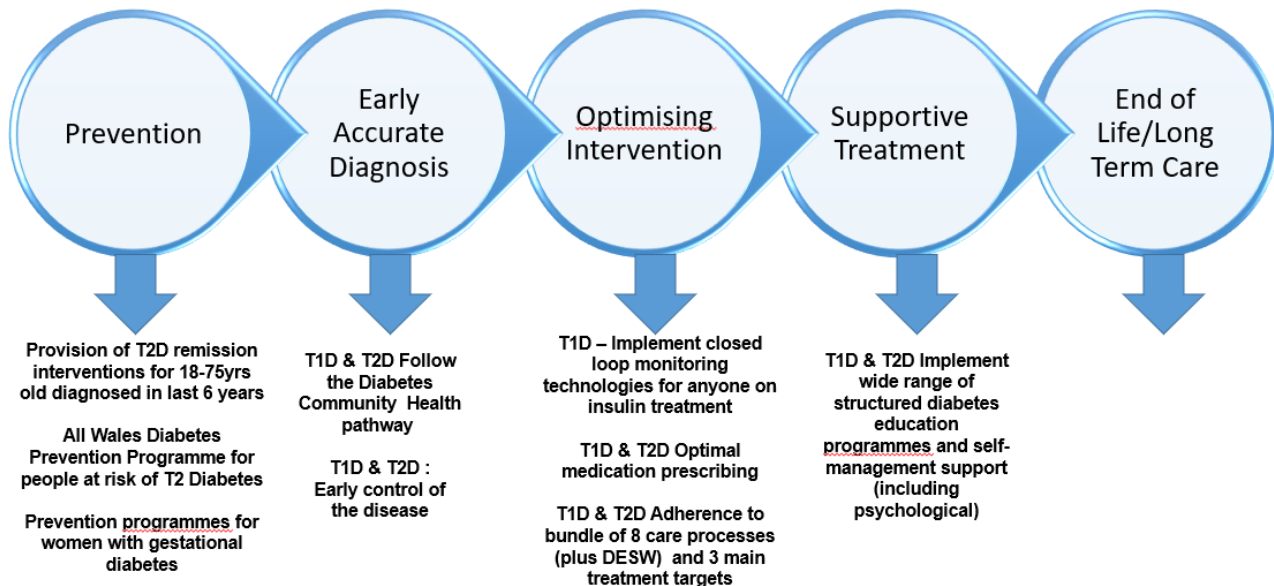 Prevention
Early
Accurate
Diagnosis
Optimising
Intervention
Supportive
Treatment
End of
Life/Long
Term Care
Provision of T2D remission
interventions for 18-75yrs
old diagnosed in last 6 years
All Wales Diabetes
Prevention Programme for
people at risk of T2 Diabetes
Prevention programmes for
women with gestational
diabetes
T1D & T2D Follow
the Diabetes
Community Health
pathway
T1D & T2D :
Early control of
the disease
T1D – Implement closed
loop monitoring
technologies for anyone on
insulin treatment
T1D & T2D Optimal
medication prescribing
T1D & T2D Adherence to
bundle of 8 care processes
(plus DESW) and 3 main
treatment targets
T1D & T2D Implement
wide range of
structured diabetes
education
programmes and self-
management support
(including
psychological)